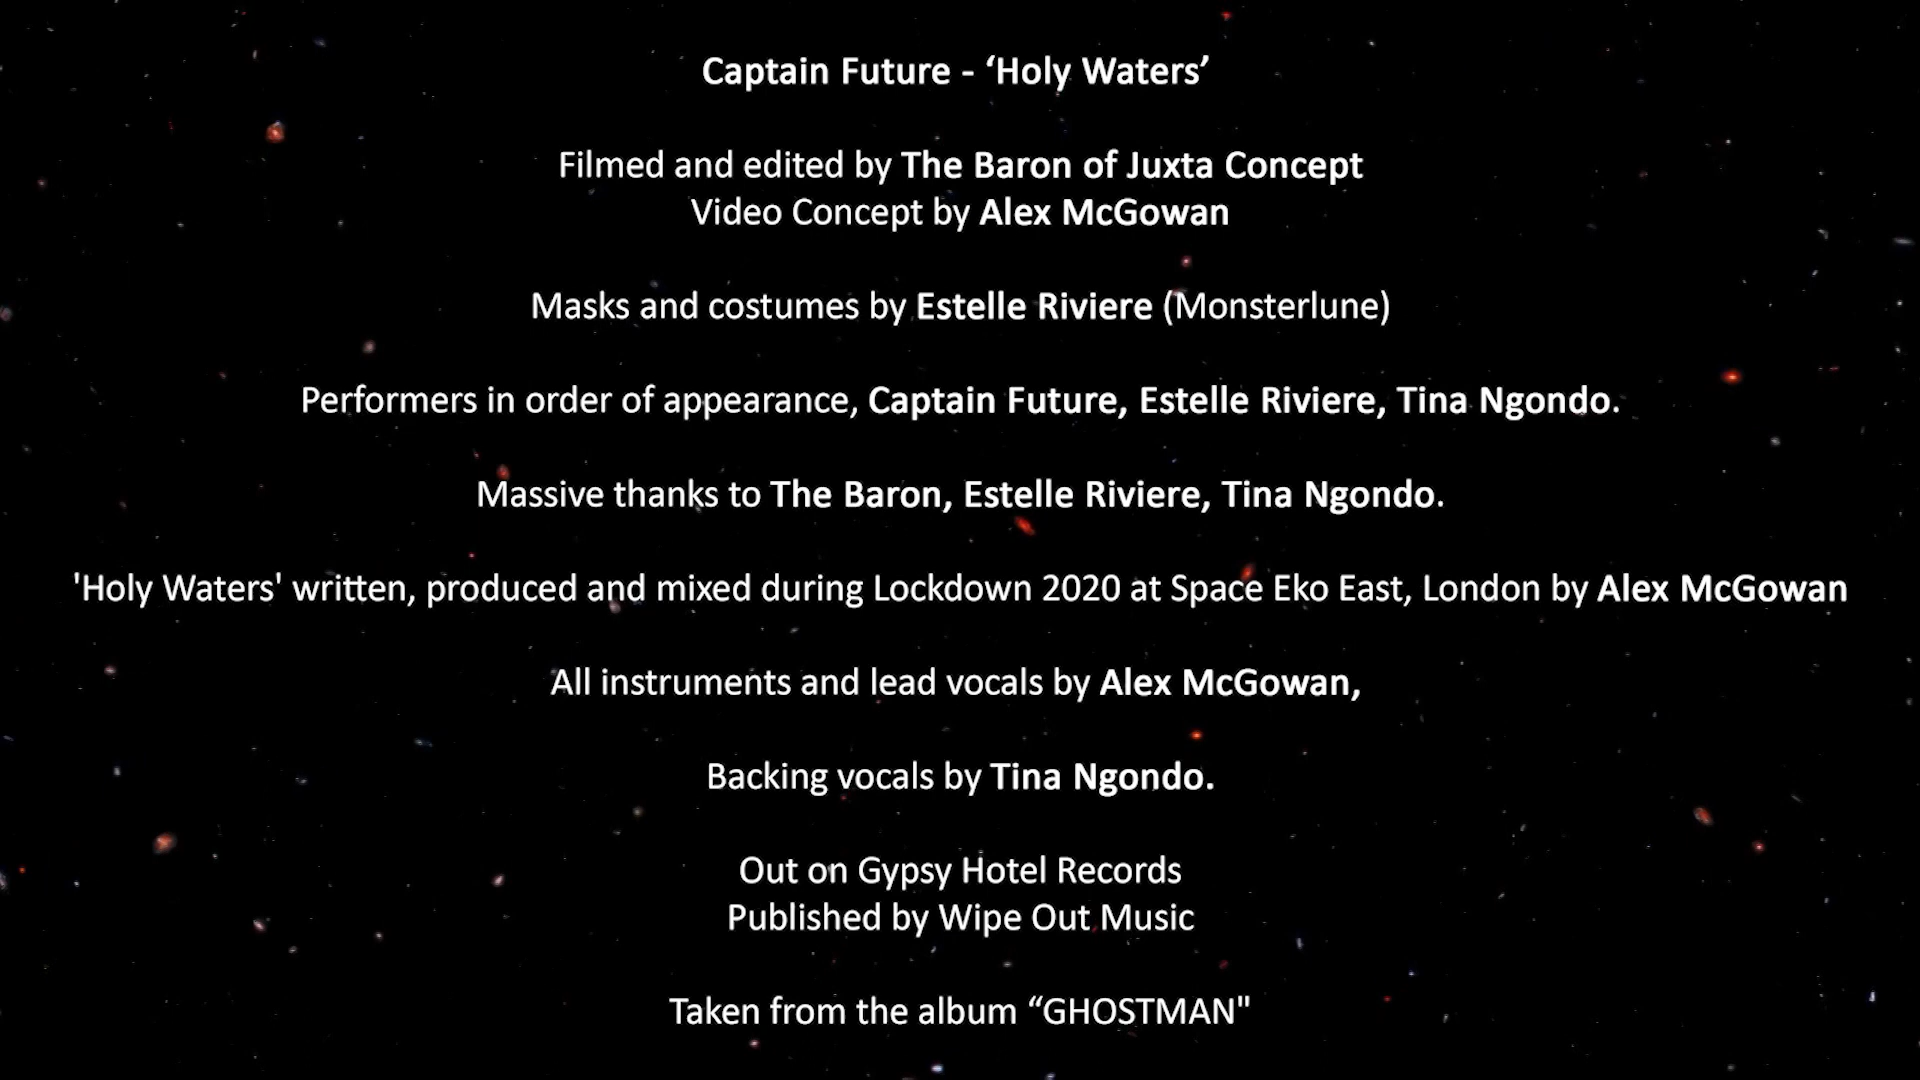 Captain Future - ‘Holy Waters’
Filmed and edited by The Baron of Juxta Concept
Video Concept by Alex McGowan
Masks and costumes by Estelle Riviere (Monsterlune)
Performers in order of appearance, Captain Future, Estelle Riviere, Tina Ngondo.
Massive thanks to The Baron, Estelle Riviere, Tina Ngondo.
'Holy Waters' written, produced and mixed during Lockdown 2020 at Space Eko East, London by Alex McGowan
All instruments and lead vocals by Alex McGowan,
Backing vocals by Tina Ngondo.
Out on Gypsy Hotel Records
Published by Wipe Out Music
Taken from the album “GHOSTMAN"